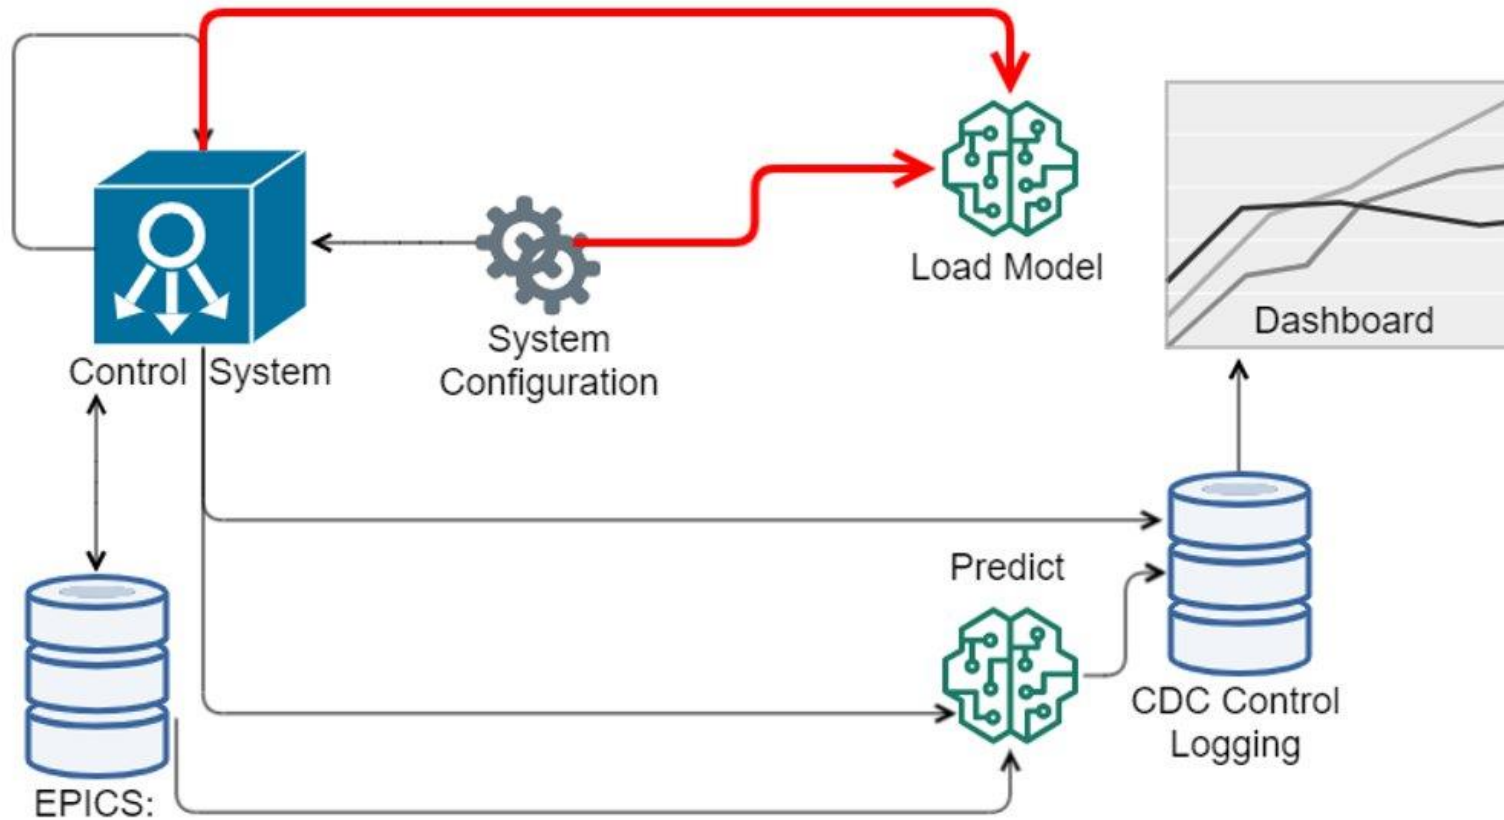 Load Model
Dashboard
System
Configuration
Control System
Predict
CDC Control
Logging
EPICS: